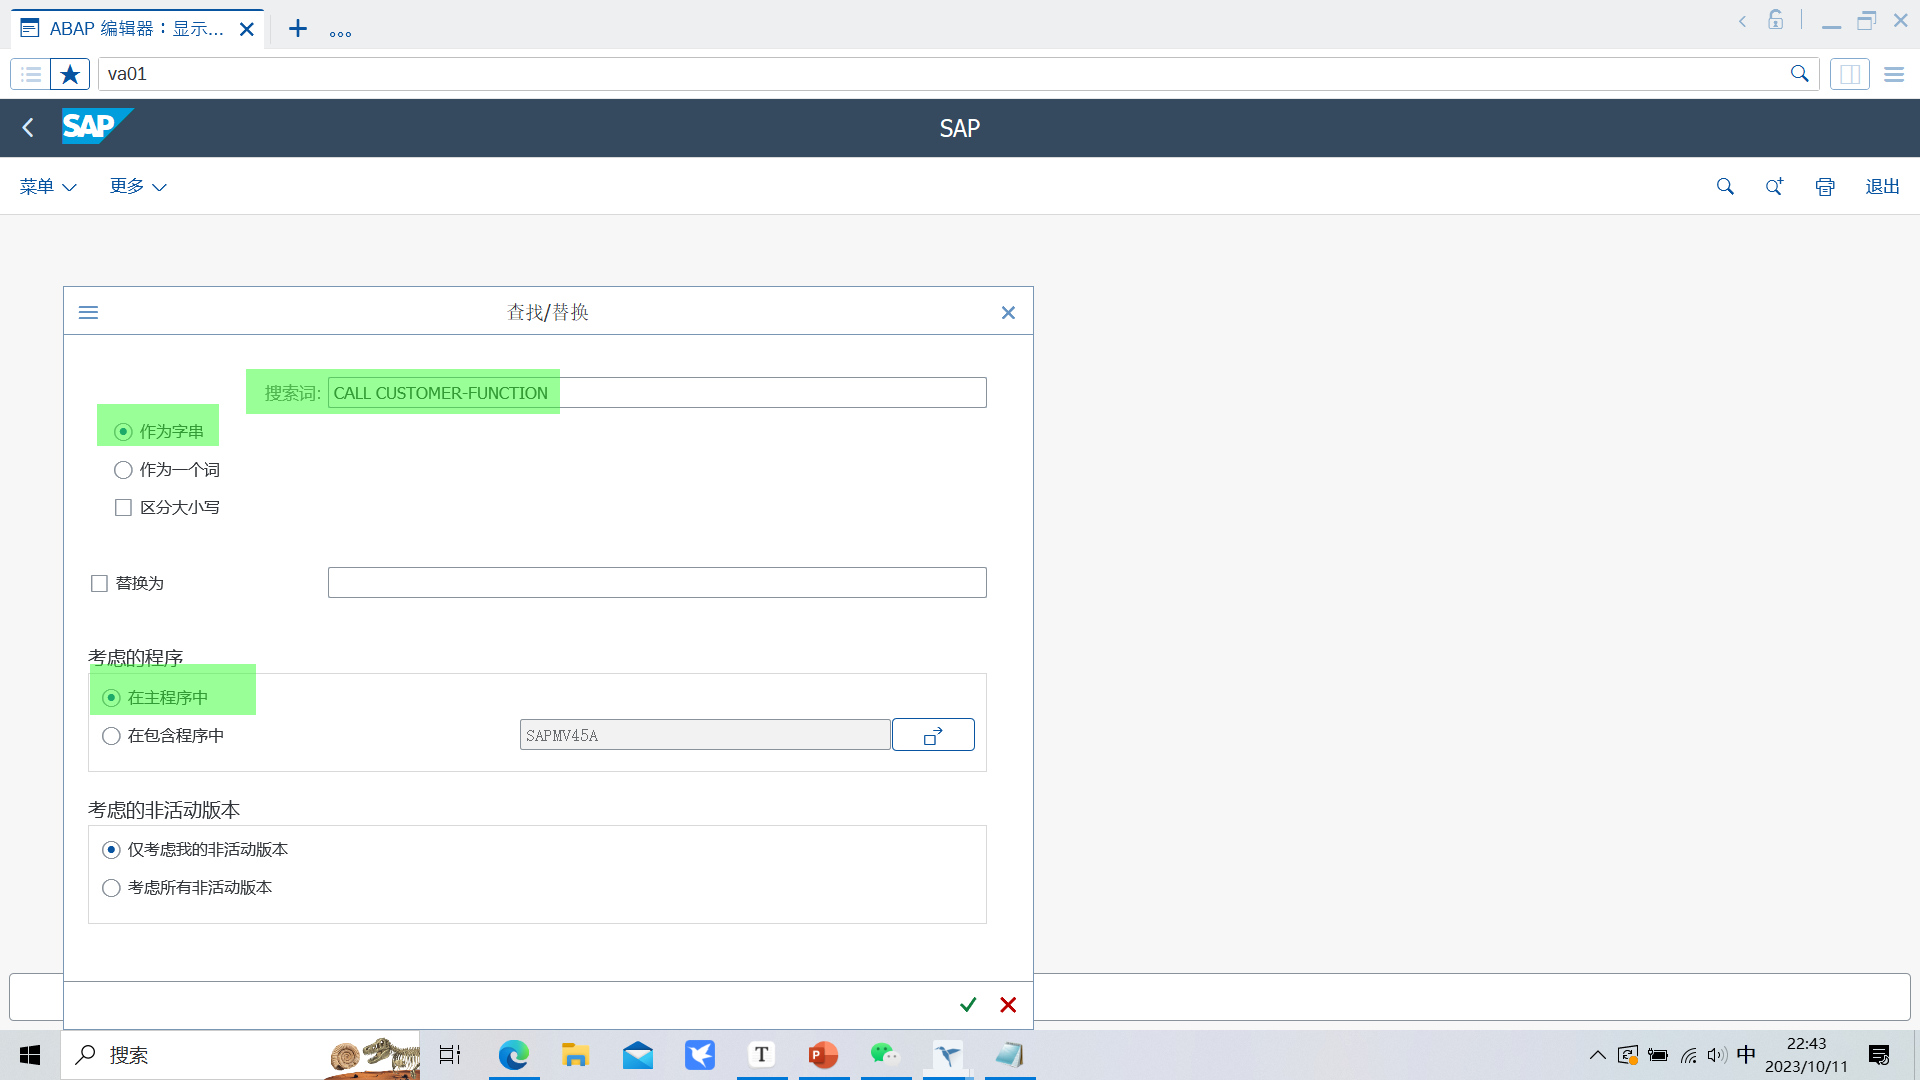 ABAP 编辑器：显示...
va01
SAP
SAP
菜单
更多
退出
查找/替换
搜索词: CALL CUSTOMER-FUNCTION
作为字串
作为一个词
区分大小写
替换为
考虑的程序
在主程序中
在包含程序中
SAPMV45A
考虑的非活动版本
仅考虑我的非活动版本
考虑所有非活动版本
搜索
T
P
中
22:43
2023/10/11